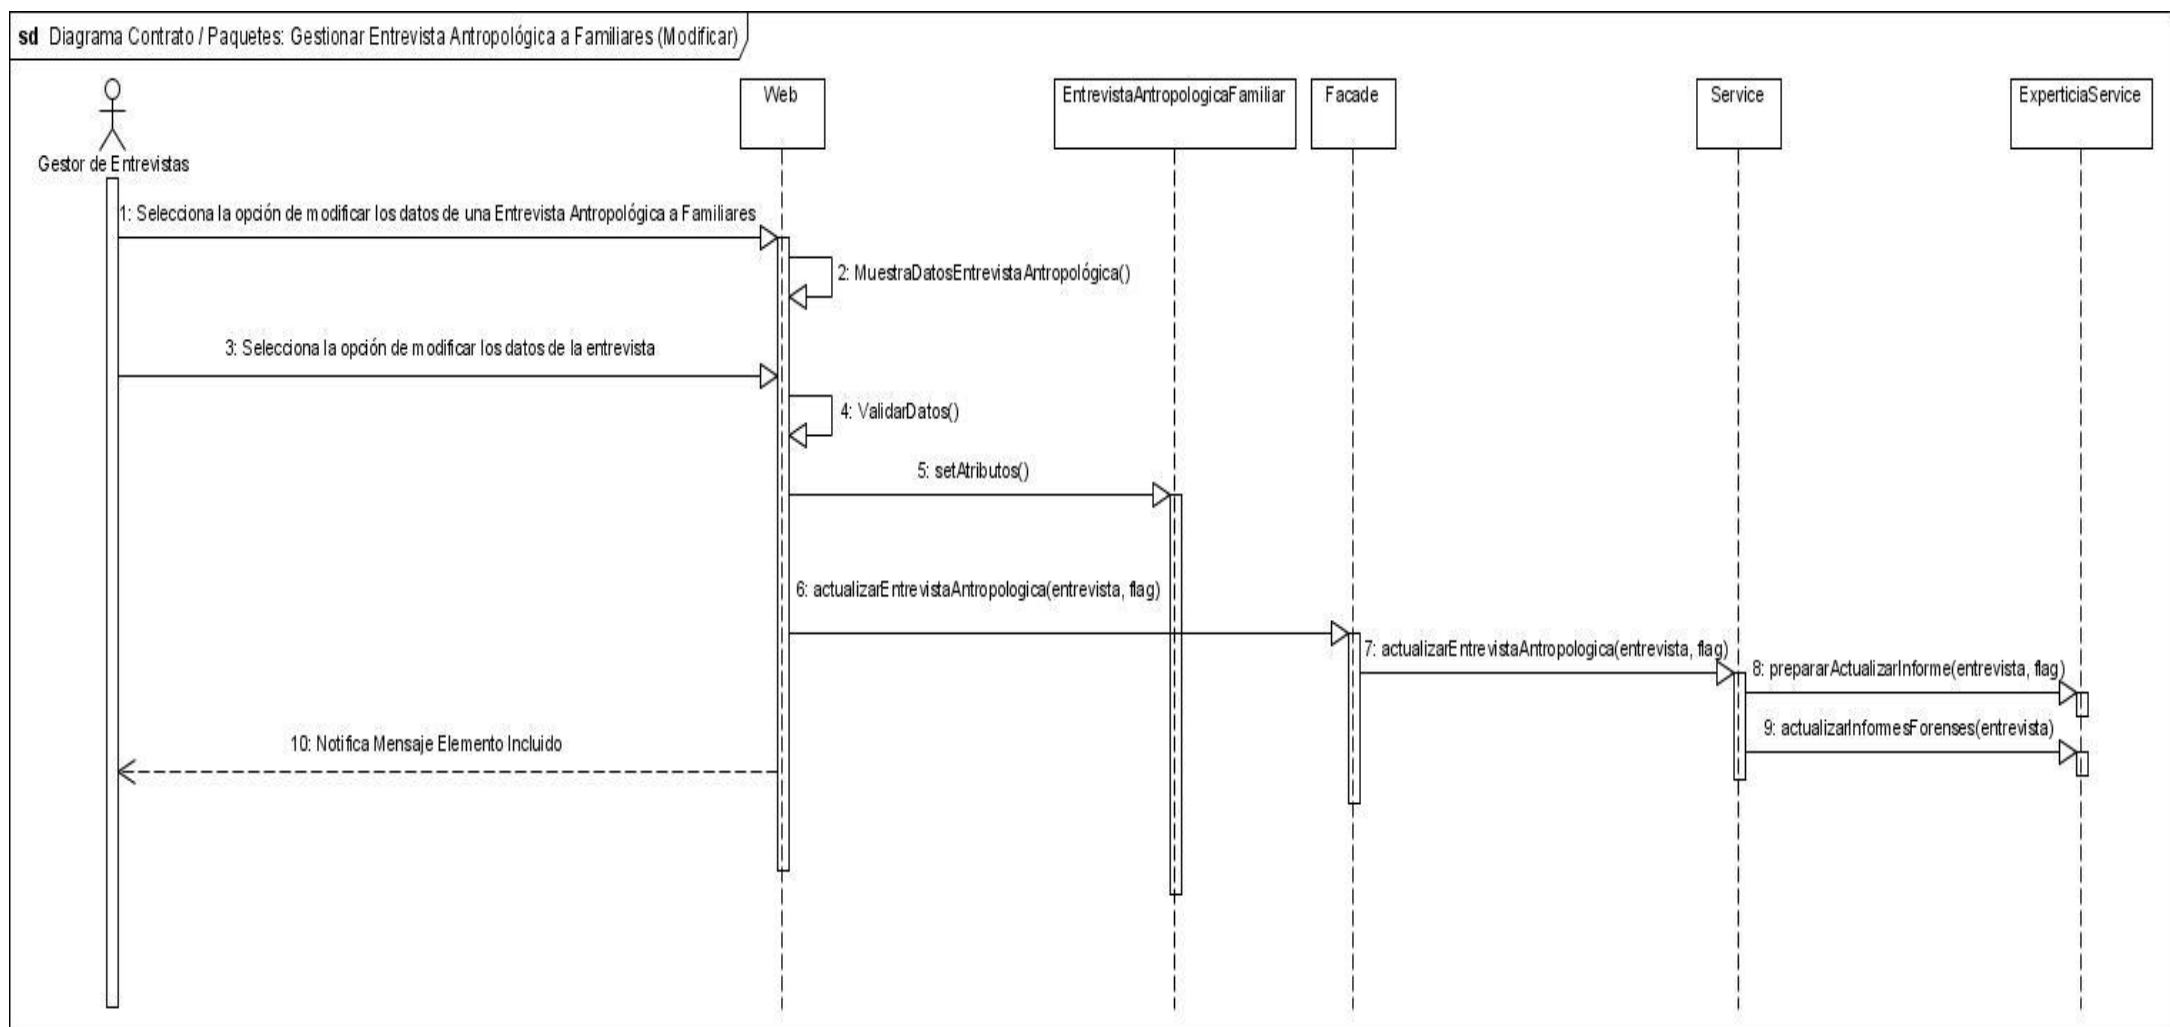 sd Diagrama Contrato / Paquetes: Gestionar Entrevista Antropológica a Familiares (Modificar)
Web
EntrevistaAntropologicaFamiliar
Facade
Service
ExperticiaService
Gestor de Entrevistas
1: Selecciona la opción de modificar los datos de una Entrevista Antropológica a Familiares
2: MuestraDatosEntrevistaAntropológica()
3: Selecciona la opción de modificar los datos de la entrevista
4: ValidarDatos()
5: setAtributos()
6: actualizarEntrevistaAntropologica(entrevista, flag)
7: actualizarEntrevistaAntropologica(entrevista, flag)
8: prepararActualizarInforme(entrevista, flag)
9: actualizarInformesForenses(entrevista)
10: Notifica Mensaje Elemento Incluido